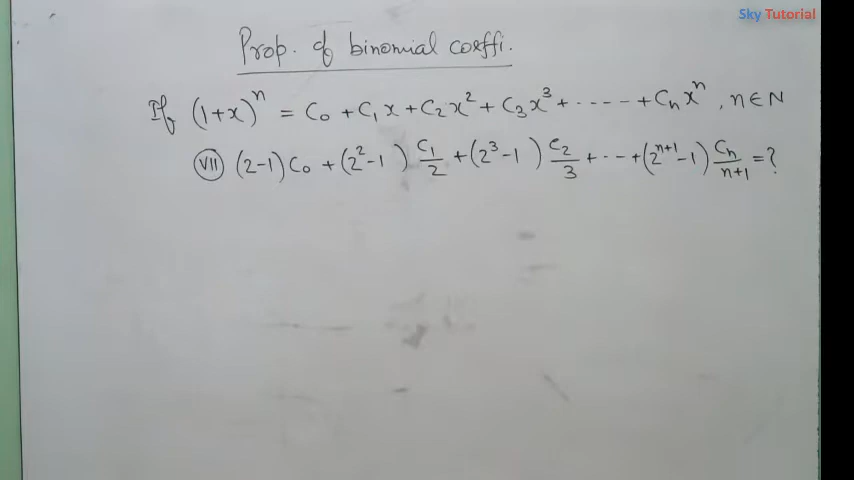 Sky Tutorial
Prop. of binomial coeffi.
If (1+x)^n = C₀ + C₁x + C₂x² + C₃x³ + ----- + Cₙxⁿ, n∈N
(VII) (2-1)C₀ + (2²-1) C₁/2 + (2³-1) C₂/3 + --- + (2^(n+1)-1) Cₙ/(n+1) = ?